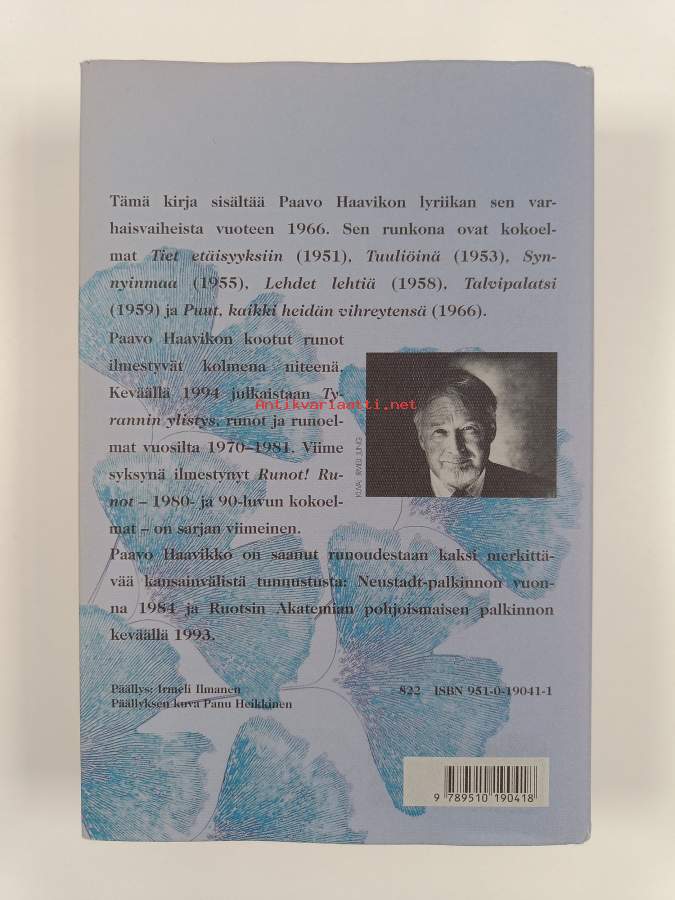 Tämä kirja sisältää Paavo Haavikon lyriikan sen var-
haisvaiheista vuoteen 1966. Sen runkona ovat kokoel-
mat Tiet etäisyyksiin (1951), Tuuliöinä (1953), Syn-
nyinmaa (1955), Lehdet lehtiä (1958), Talvipalatsi
(1959) ja Puut, kaikki heidän vihreytensä (1966).
Paavo Haavikon kootut runot
ilmestyvät kolmena niteenä.
Keväällä 1994 julkaistaan Ty-
rannin ylistys, runot ja runoel-
mat vuosilta 1970–1981. Viime
syksynä ilmestynyt Runot! Ru-
not – 1980- ja 90-luvun kokoel-
mat – on sarjan viimeinen.
Antikvariaatti.net
KUVA: IRMELI JUNG
Paavo Haavikko on saanut runoudestaan kaksi merkittä-
vää kansainvälistä tunnustusta: Neustadt-palkinnon vuon-
na 1984 ja Ruotsin Akatemian pohjoismaisen palkinnon
keväällä 1993.
Päällys: Irmeli Ilmanen
Päällyksen kuva Panu Heikkinen
822 ISBN 951-0-19041-1
9 789510 190418